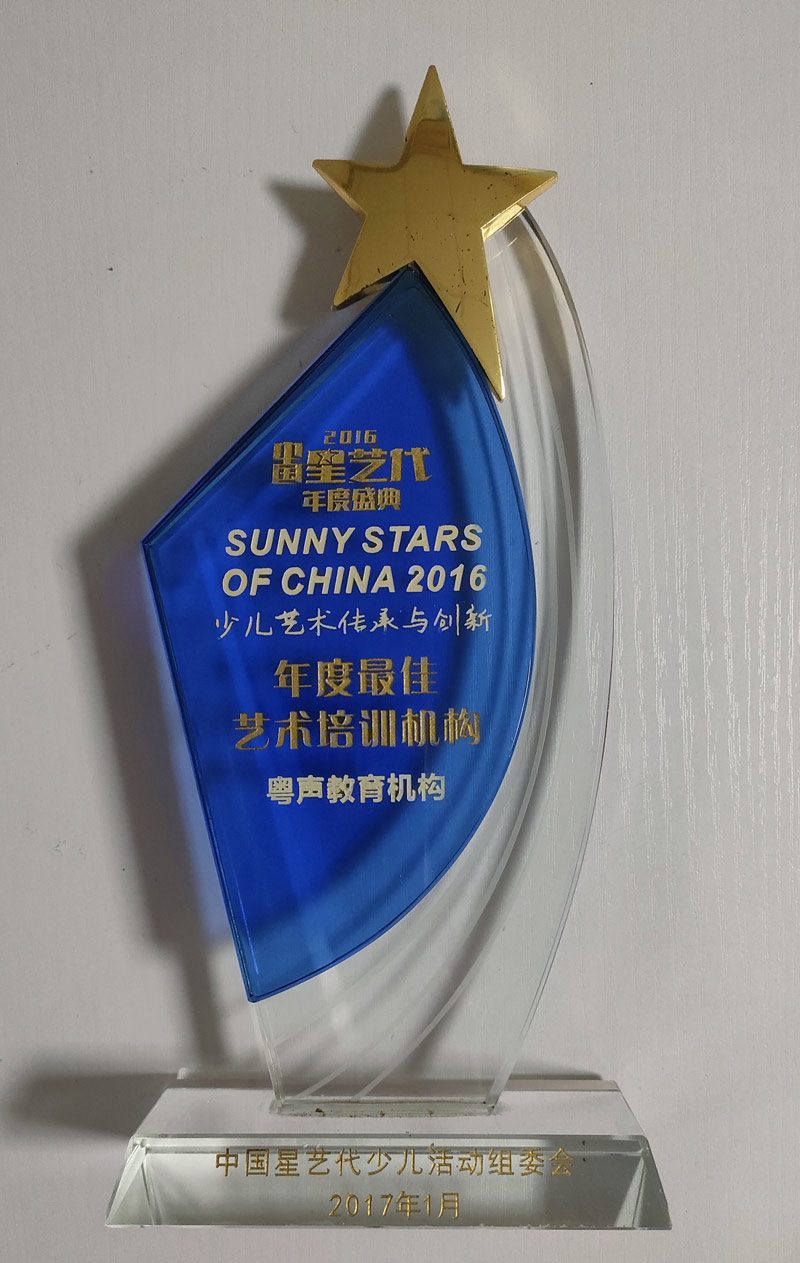 2016
中国星艺代
年度盛典
SUNNY STARS
OF CHINA 2016
少儿艺术传承与创新
年度最佳
艺术培训机构
粤声教育机构
中国星艺代少儿活动组委会
2017年1月